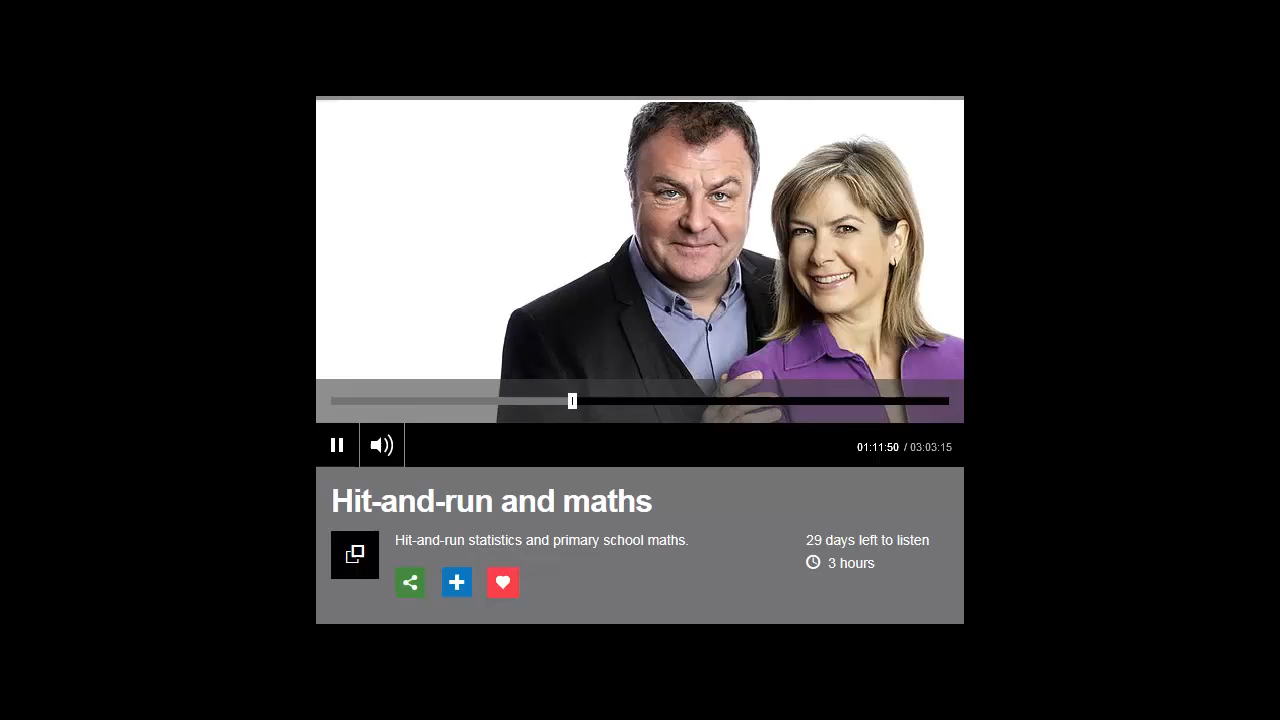 01:11:50 / 03:03:15
Hit-and-run and maths
Hit-and-run statistics and primary school maths.
29 days left to listen
3 hours